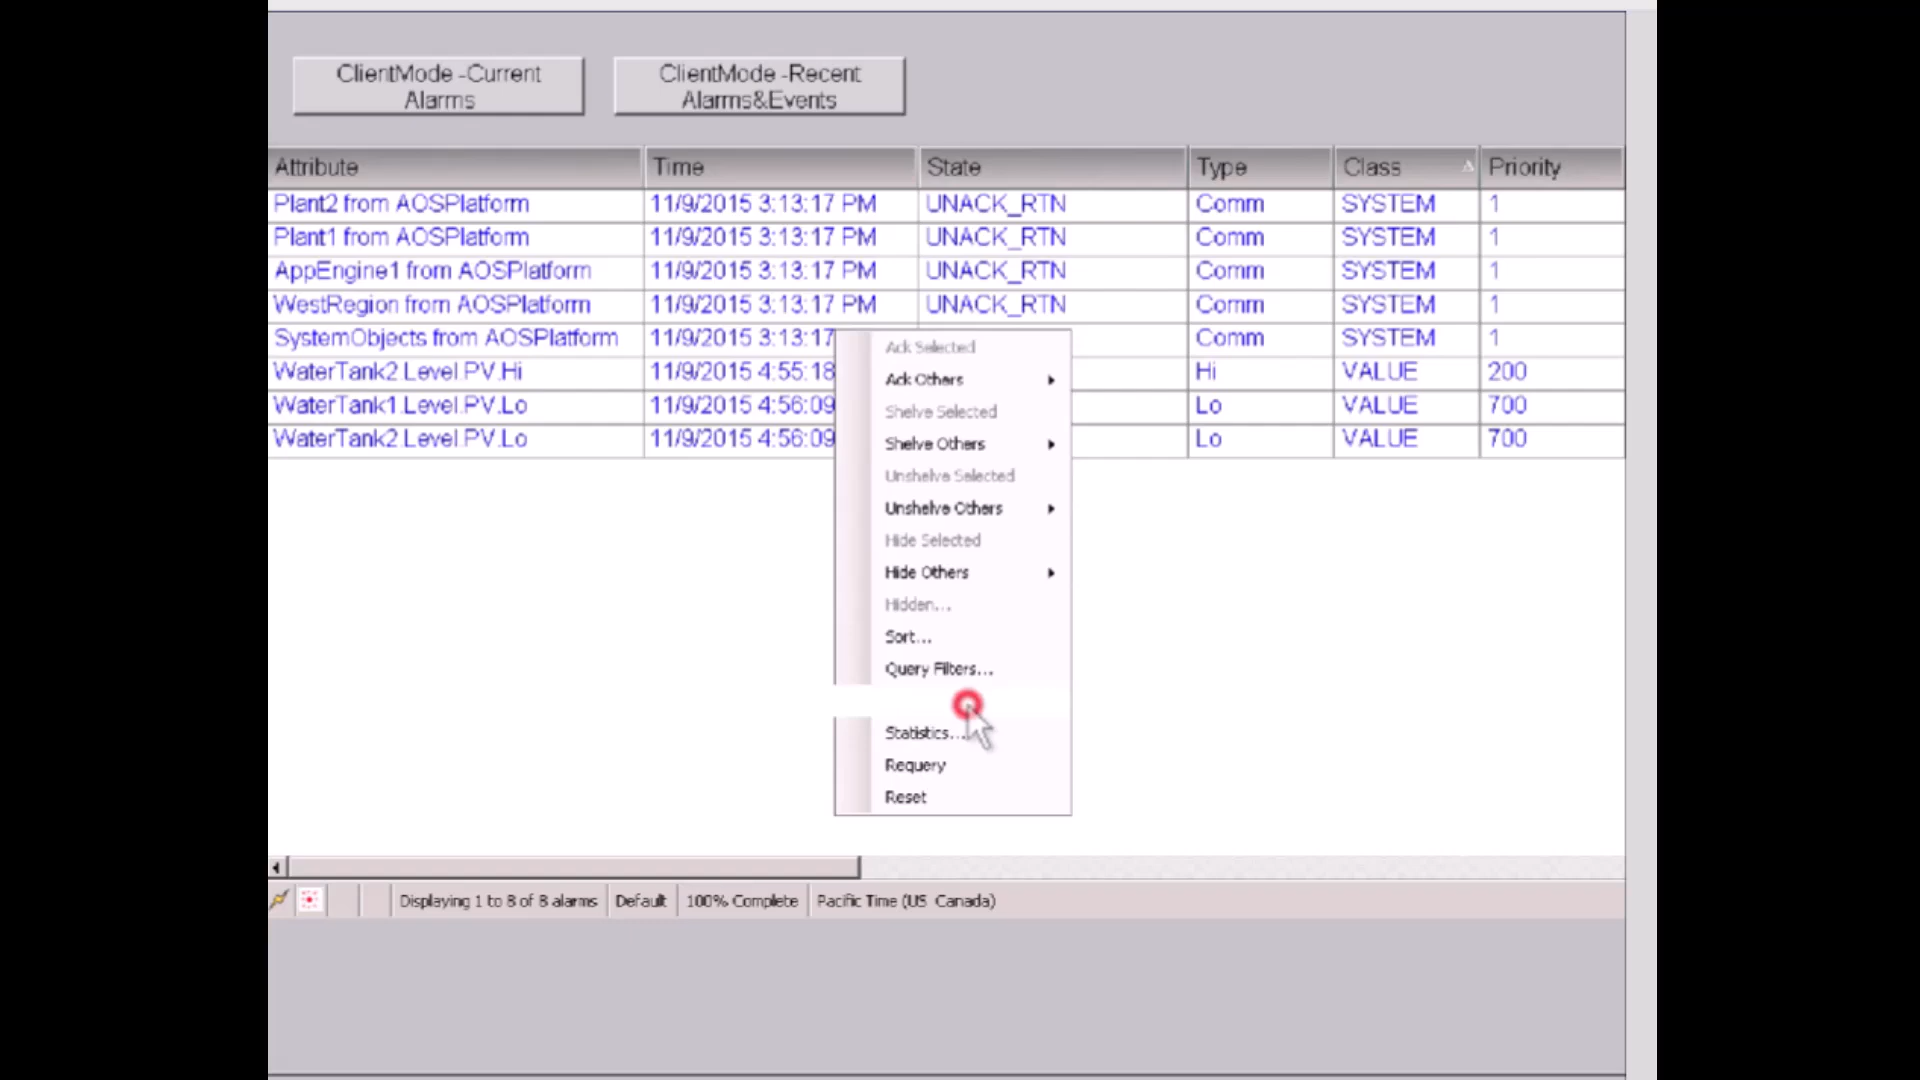 ClientMode -Current
Alarms
ClientMode -Recent
Alarms&Events
Attribute Time State Type Class Priority
Plant2 from AOSPlatform 11/9/2015 3:13:17 PM UNACK_RTN Comm SYSTEM 1
Plant1 from AOSPlatform 11/9/2015 3:13:17 PM UNACK_RTN Comm SYSTEM 1
AppEngine1 from AOSPlatform 11/9/2015 3:13:17 PM UNACK_RTN Comm SYSTEM 1
WestRegion from AOSPlatform 11/9/2015 3:13:17 PM UNACK_RTN Comm SYSTEM 1
SystemObjects from AOSPlatform 11/9/2015 3:13:17 Comm SYSTEM 1
WaterTank2.Level.PV.Hi 11/9/2015 4:55:18 Hi VALUE 200
WaterTank1.Level.PV.Lo 11/9/2015 4:56:09 Lo VALUE 700
WaterTank2.Level.PV.Lo 11/9/2015 4:56:09 Lo VALUE 700
Ack Selected
Ack Others
Shelve Selected
Shelve Others
Unshelve Selected
Unshelve Others
Hide Selected
Hide Others
Hidden...
Sort...
Query Filters...
Statistics...
Requery
Reset
Displaying 1 to 8 of 8 alarms Default 100% Complete Pacific Time (US Canada)